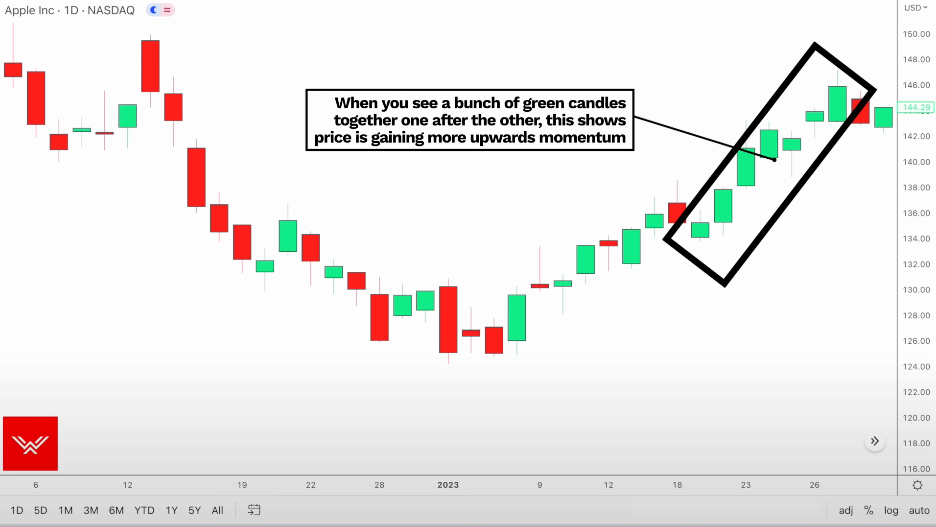 Apple Inc · 1D · NASDAQ
USD
150.00
148.00
146.00
144.29
142.00
140.00
138.00
136.00
134.00
132.00
130.00
128.00
126.00
124.00
122.00
120.00
118.00
116.00
When you see a bunch of green candles
together one after the other, this shows
price is gaining more upwards momentum
6 12 19 22 28 2023 9 12 18 23 26
1D 5D 1M 3M 6M YTD 1Y 5Y All adj % log auto